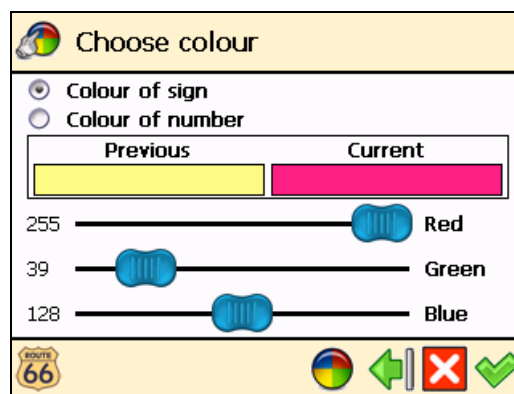 Choose colour
Colour of sign
Colour of number
Previous Current
255 Red
39 Green
128 Blue
ROUTE
66